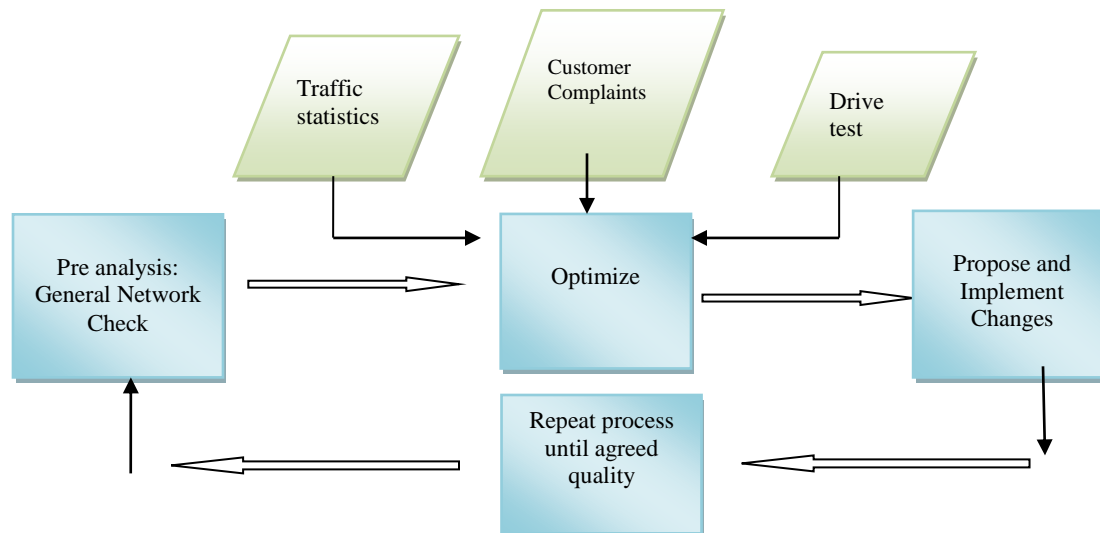 Traffic
statistics
Customer
Complaints
Drive
test
Pre analysis:
General Network
Check
Optimize
Propose and
Implement
Changes
Repeat process
until agreed
quality